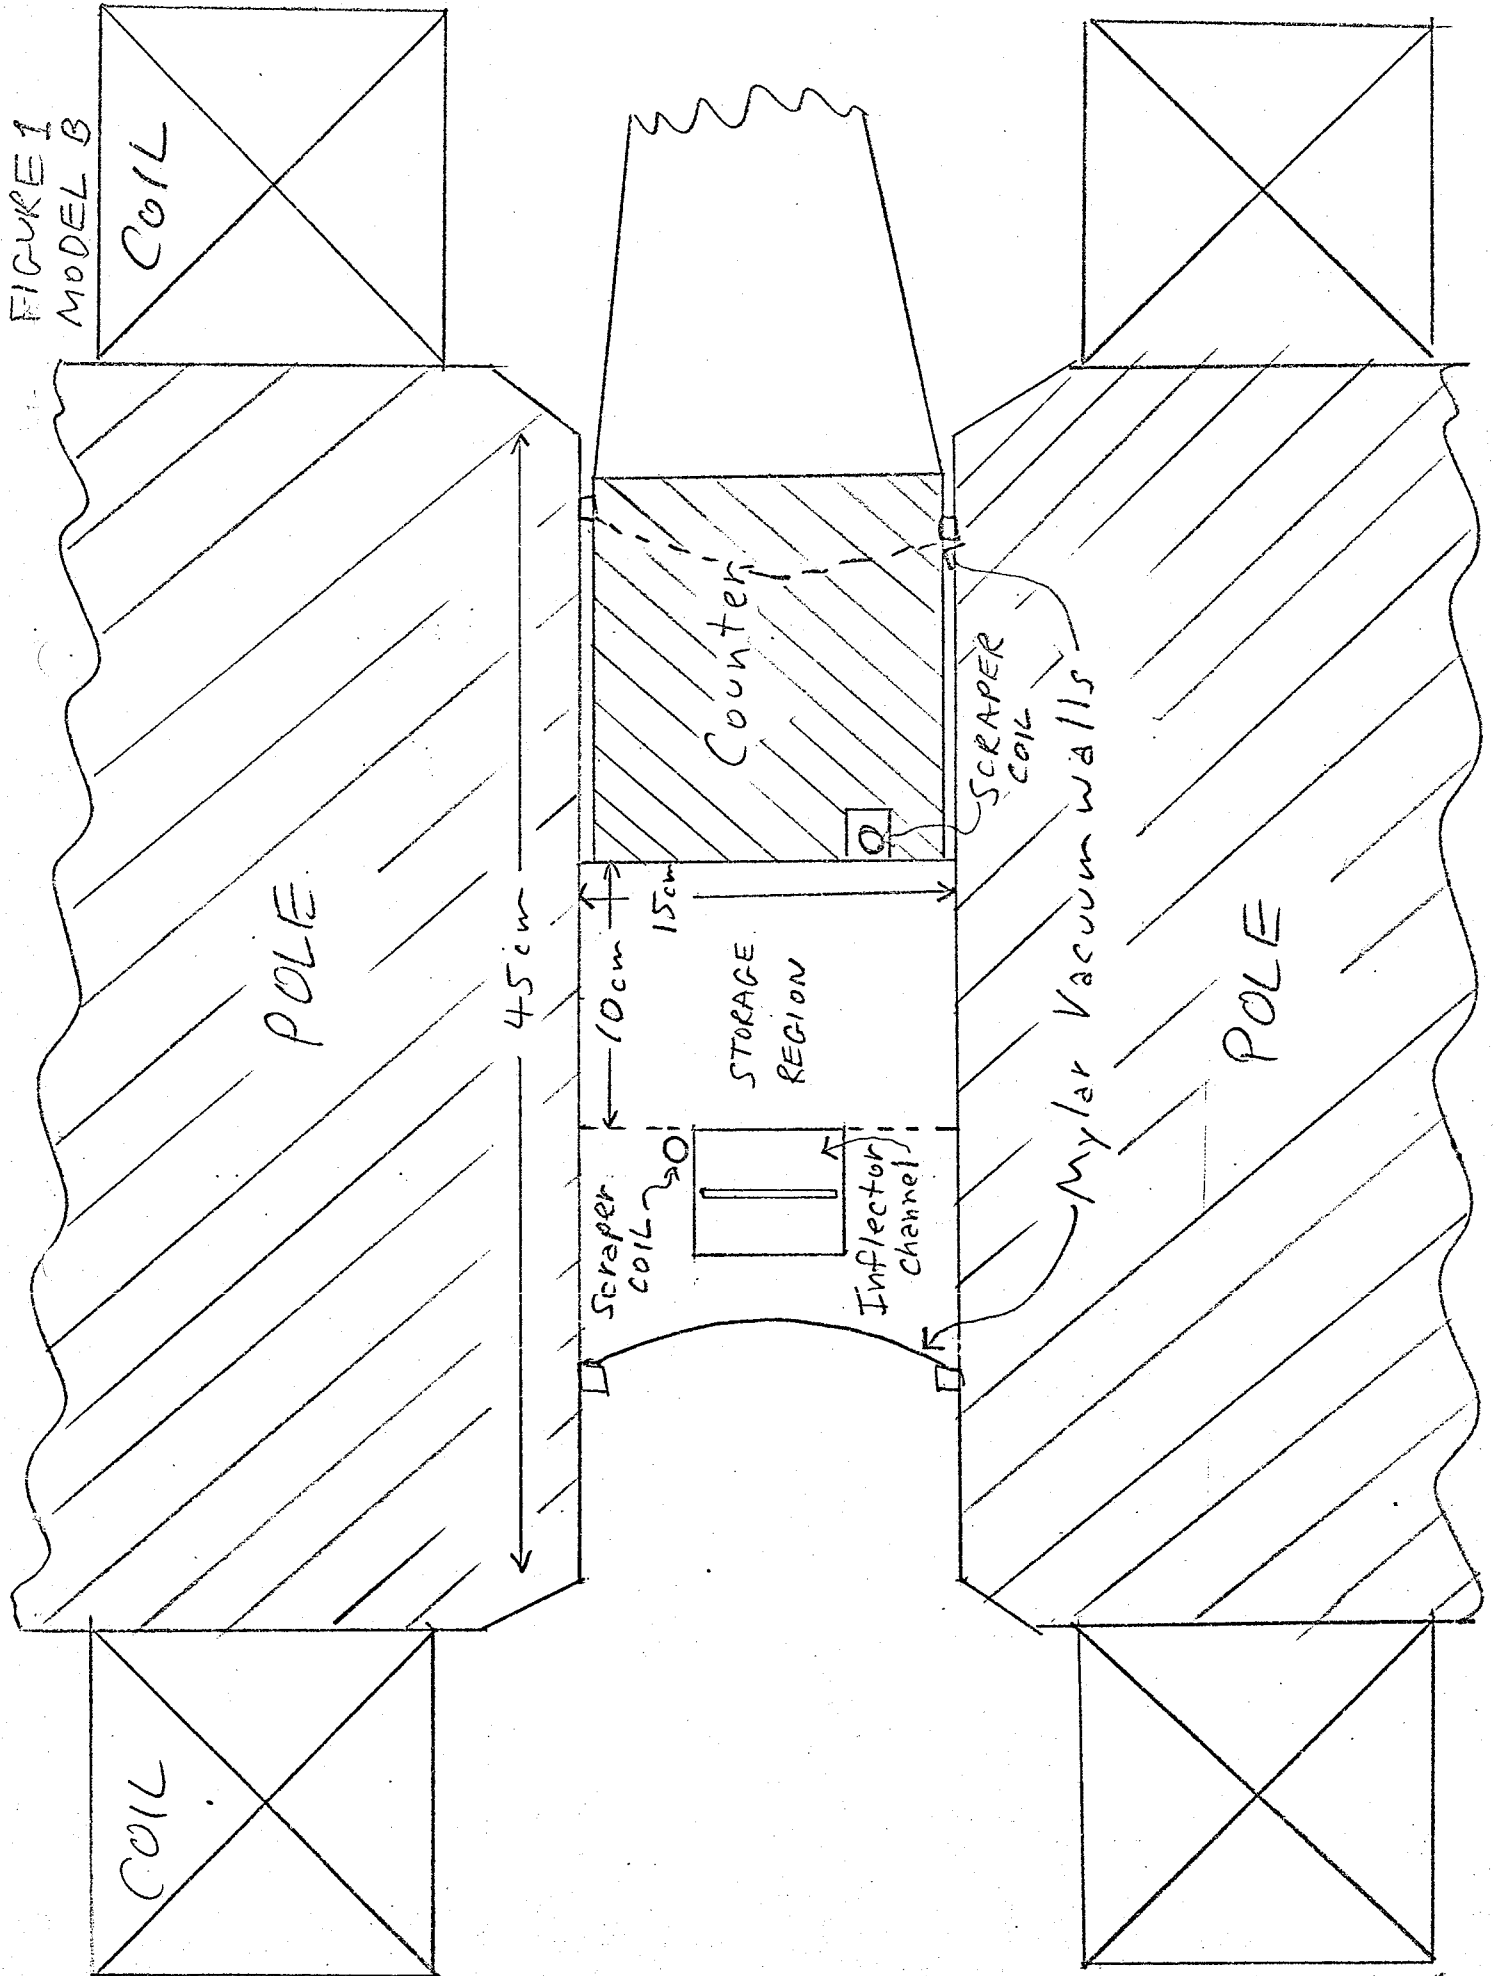 FIGURE 1
MODEL B
COIL
POLE
45cm
Counter
SCRAPER
COIL
15cm
10cm
STORAGE
REGION
Scraper
COIL
Inflector
Channel
Mylar Vacuum walls
POLE
COIL